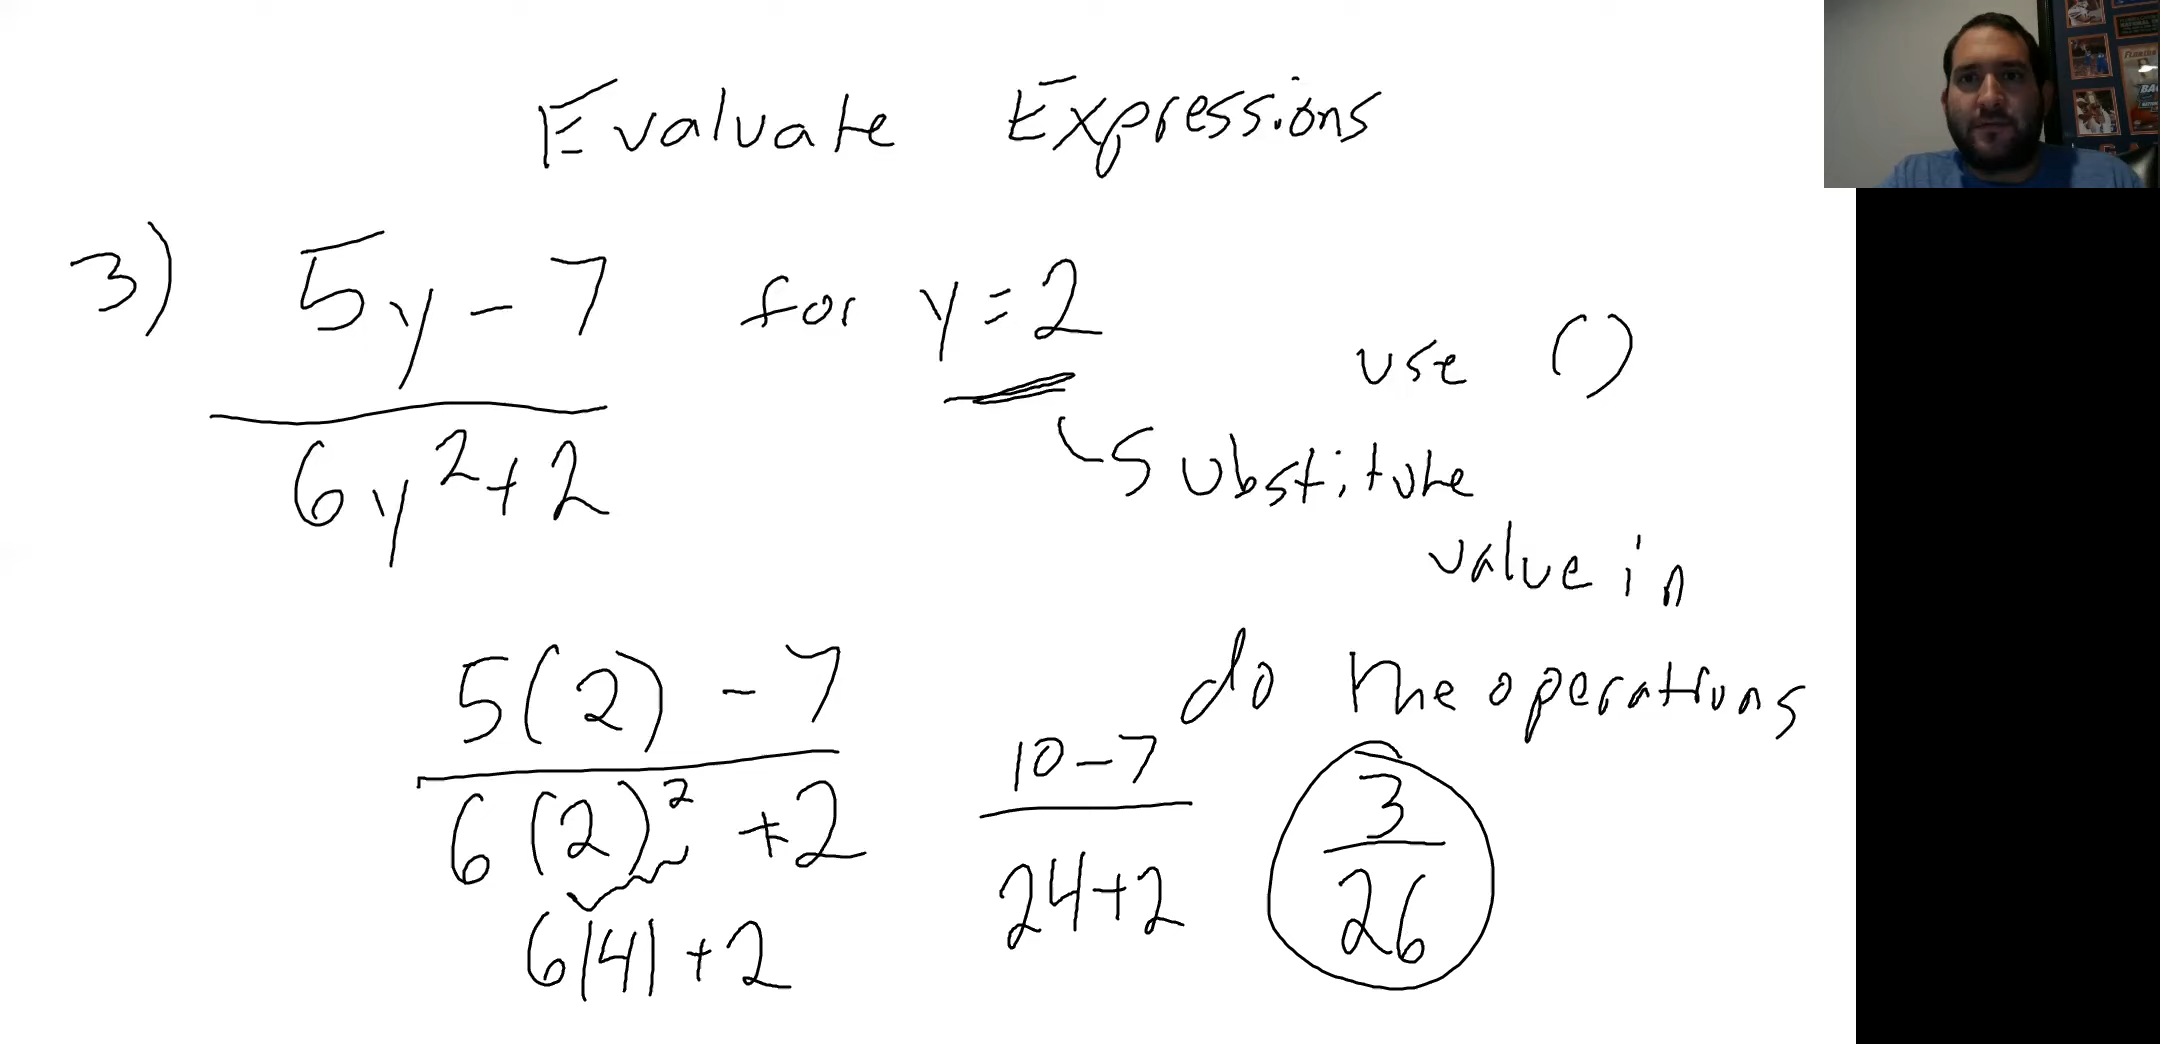 Evaluate Expressions
3) 5y - 7 for y = 2
6y² + 2
use ( )
substitute
value in
do the operations
5(2) - 7
6(2)² + 2
6(4) + 2
10 - 7
24 + 2
3
26